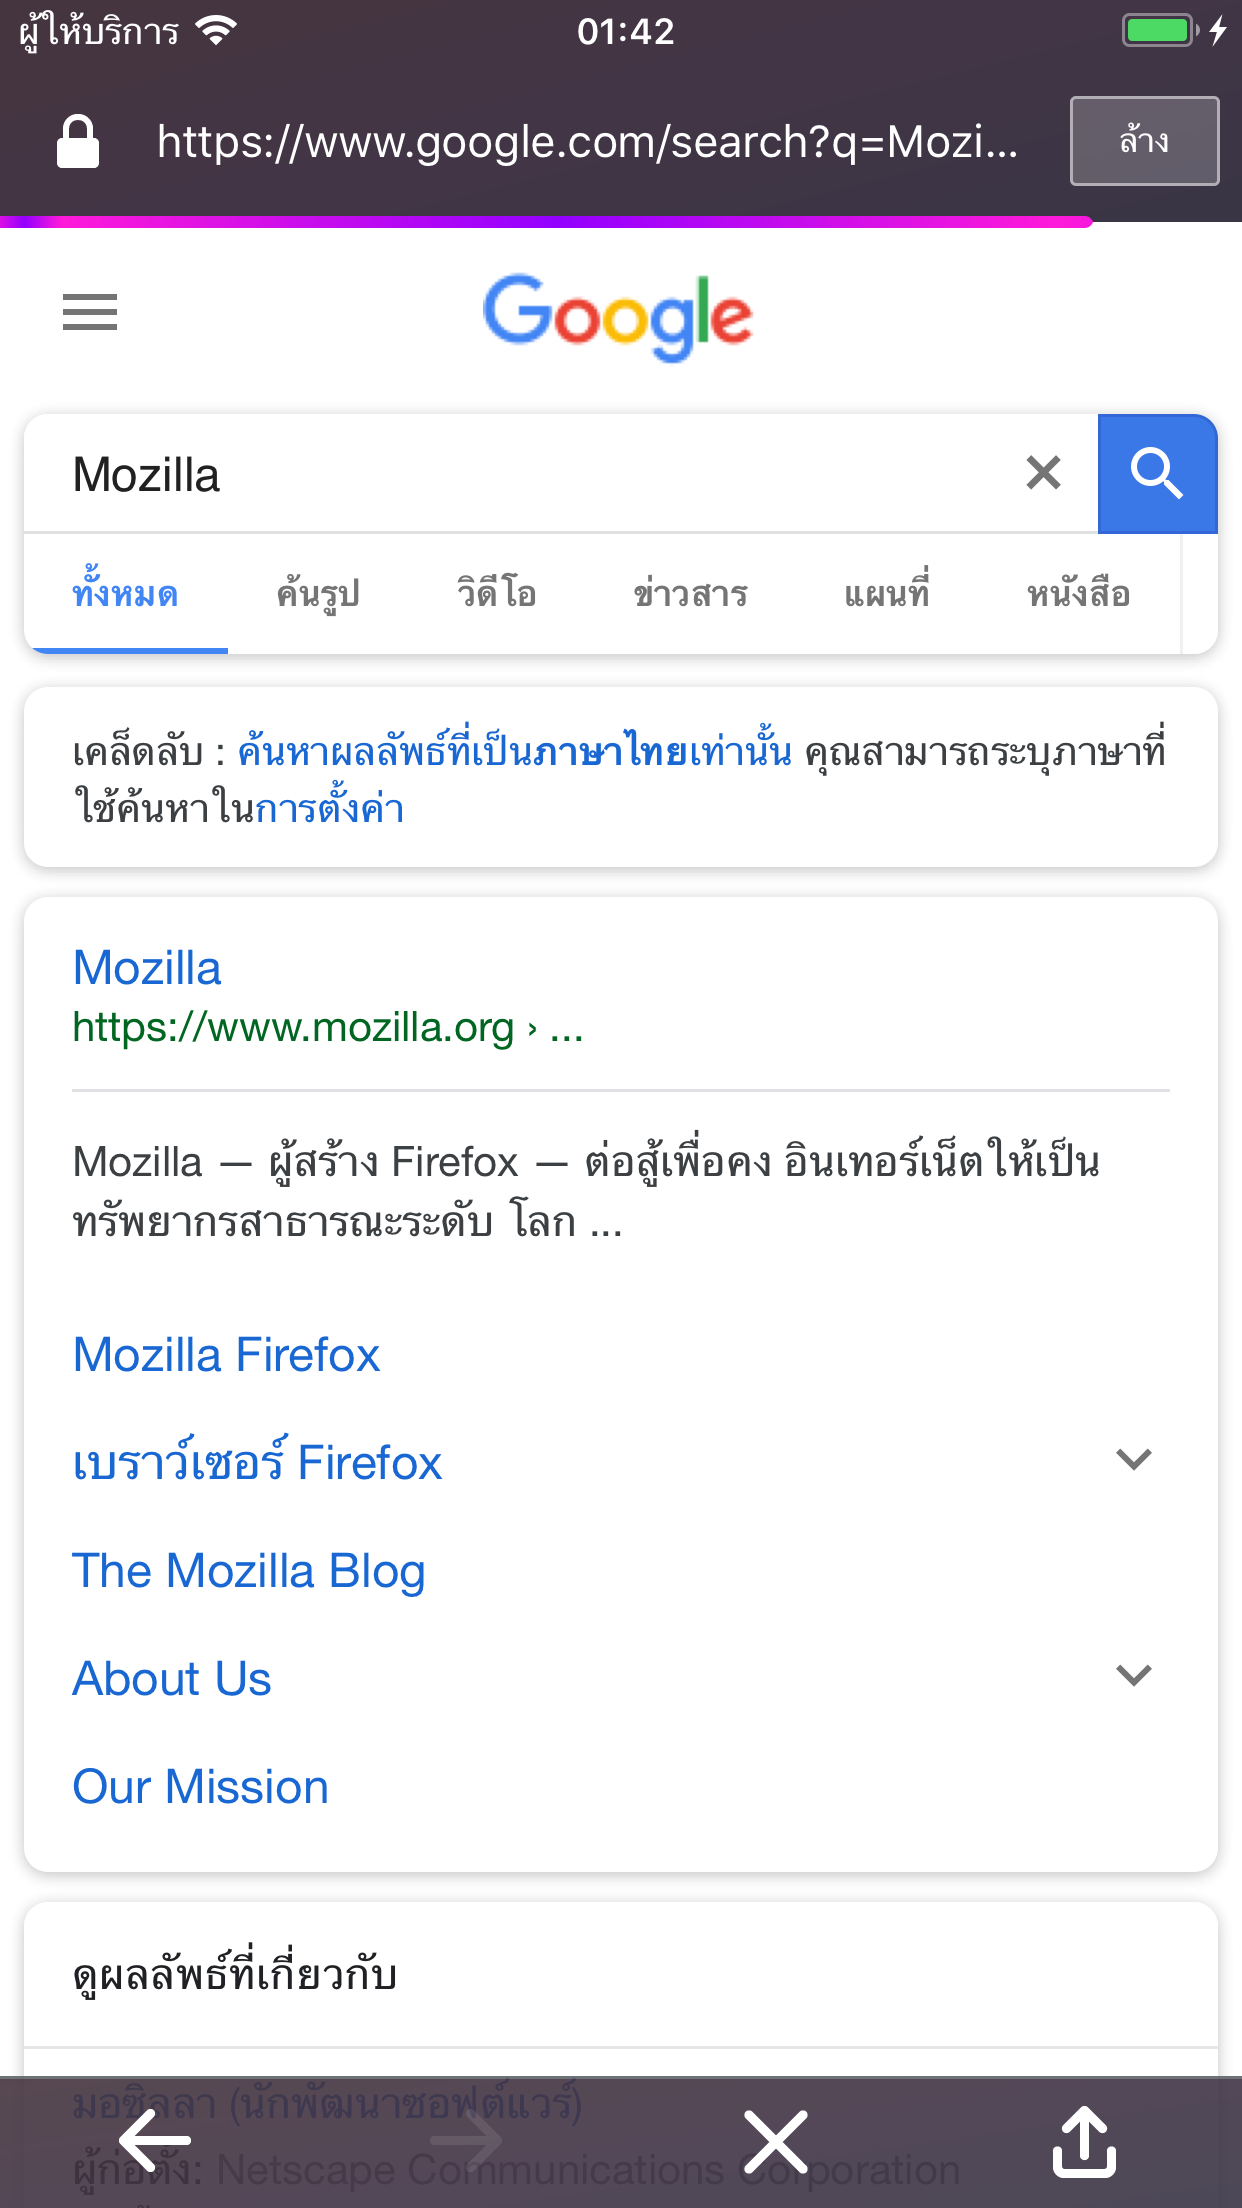 ผู้ให้บริการ 01:42
https://www.google.com/search?q=Mozi... ล้าง
Google
Mozilla
ทั้งหมด ค้นรูป วิดีโอ ข่าวสาร แผนที่ หนังสือ
เคล็ดลับ : ค้นหาผลลัพธ์ที่เป็นภาษาไทยเท่านั้น คุณสามารถระบุภาษาที่
ใช้ค้นหาในการตั้งค่า
Mozilla
https://www.mozilla.org › ...
Mozilla — ผู้สร้าง Firefox — ต่อสู้เพื่อคง อินเทอร์เน็ตให้เป็น
ทรัพยากรสาธารณะระดับ โลก ...
Mozilla Firefox
เบราว์เซอร์ Firefox
The Mozilla Blog
About Us
Our Mission
ดูผลลัพธ์ที่เกี่ยวกับ
มอซิลลา (นักพัฒนาซอฟต์แวร์)
ผู้ก่อตั้ง: Netscape Communications Corporation